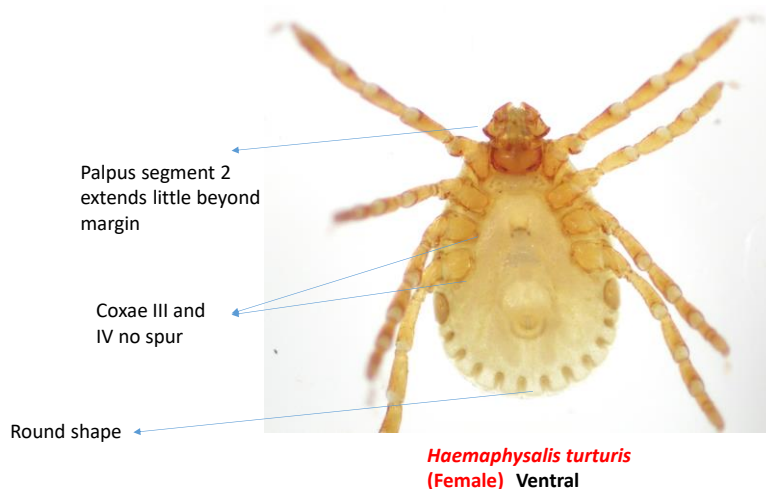 Palpus segment 2
extends little beyond
margin
Coxae III and
IV no spur
Round shape
Haemaphysalis turturis
(Female) Ventral